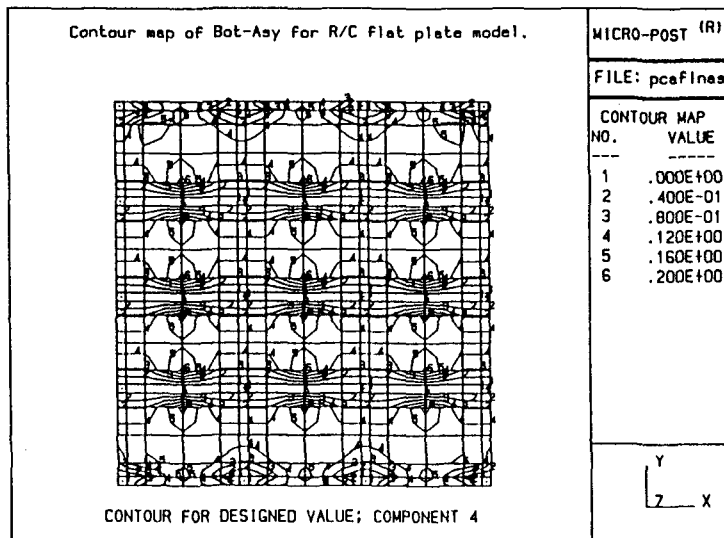 Contour map of Bot-Asy for R/C flat plate model.
MICRO-POST (R)
FILE: pcaflnas
CONTOUR MAP
NO. VALUE
--- -----
1 .000E+00
2 .400E-01
3 .800E-01
4 .120E+00
5 .160E+00
6 .200E+00
Y
Z X
CONTOUR FOR DESIGNED VALUE; COMPONENT 4